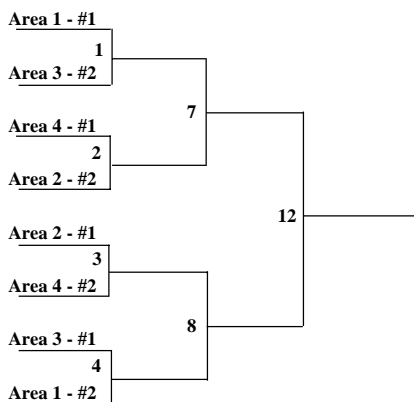 Area 1 - #1
1
Area 3 - #2
7
Area 4 - #1
2
Area 2 - #2
12
Area 2 - #1
3
Area 4 - #2
8
Area 3 - #1
4
Area 1 - #2